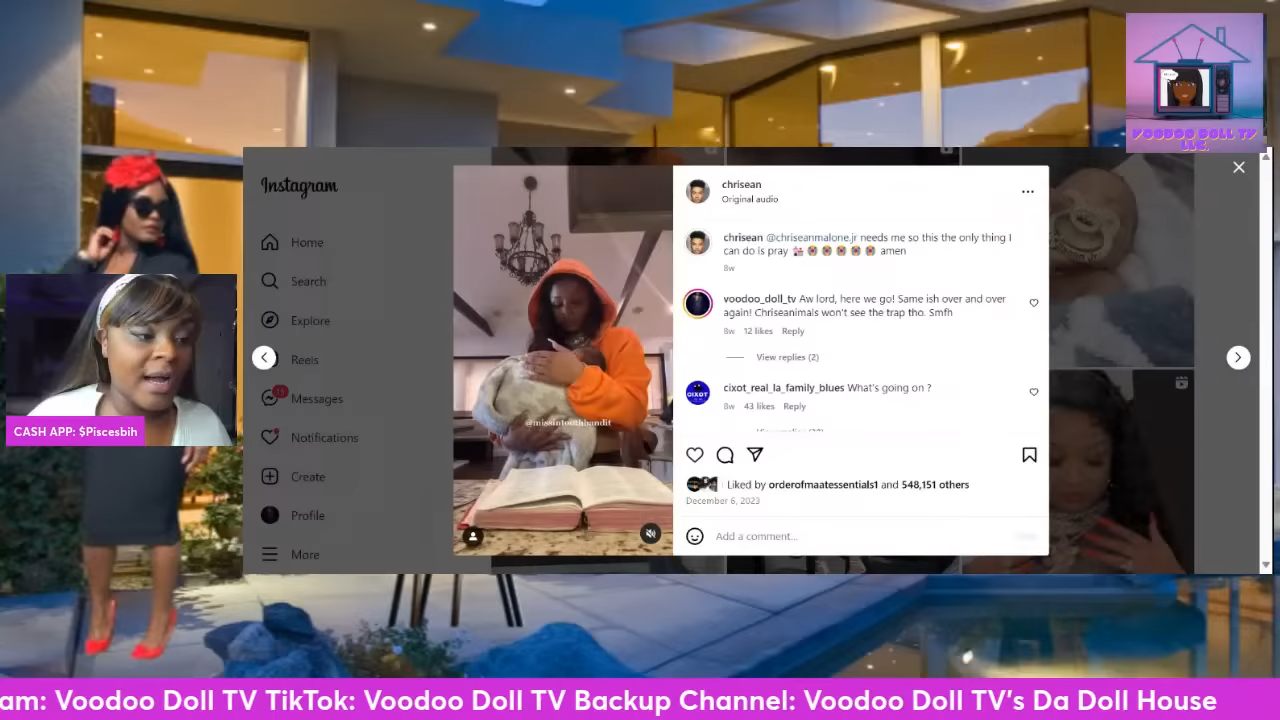 VOODOO DOLL TV
LLC.
Instagram
Home
Search
Explore
Reels
15
Messages
Notifications
Create
Profile
More
@missintouthbandit
chrisean
Original audio
chrisean @chriseanmalone.jr needs me so this the only thing I
can do is pray amen
8w
voodoo_doll_tv Aw lord, here we go! Same ish over and over
again! Chriseanimals won't see the trap tho. Smfh
8w 12 likes Reply
View replies (2)
CIXOT
cixot_real_la_family_blues What's going on ?
8w 43 likes Reply
Liked by orderofmaatessentials1 and 548,151 others
December 6, 2023
Add a comment...
CASH APP: $Piscesbih
am: Voodoo Doll TV TikTok: Voodoo Doll TV Backup Channel: Voodoo Doll TV's Da Doll House